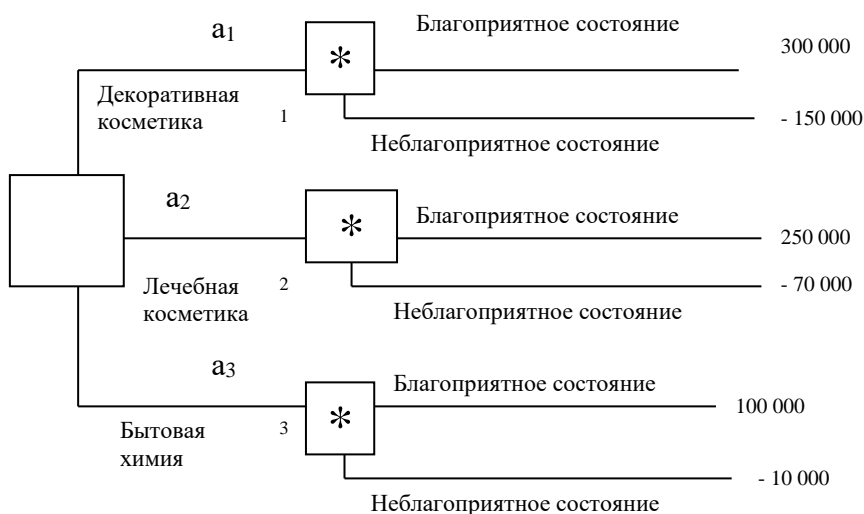 a1
Благоприятное состояние
300 000
*
Декоративная
косметика
1
- 150 000
Неблагоприятное состояние
a2
Благоприятное состояние
*
250 000
Лечебная
косметика
2
- 70 000
Неблагоприятное состояние
a3
Благоприятное состояние
100 000
*
Бытовая
химия
3
- 10 000
Неблагоприятное состояние